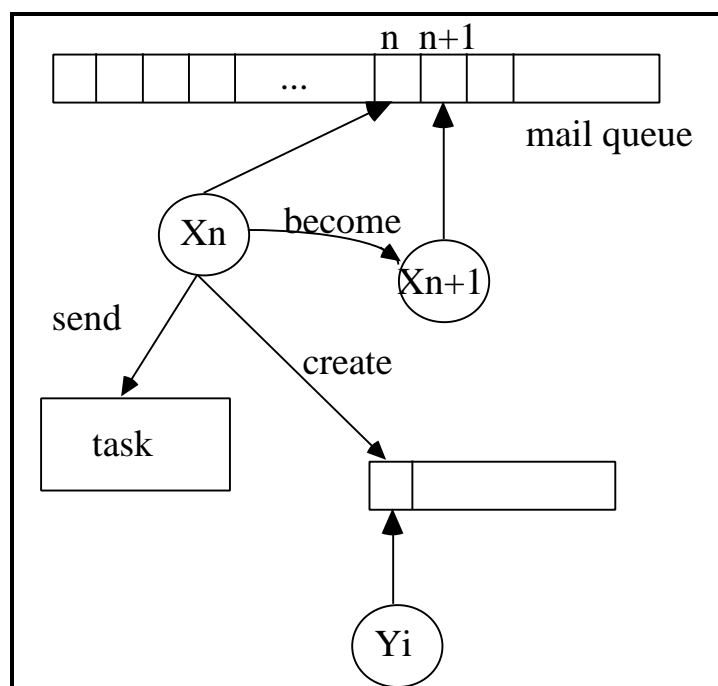 n n+1
...
mail queue
Xn
become
Xn+1
send
create
task
Yi